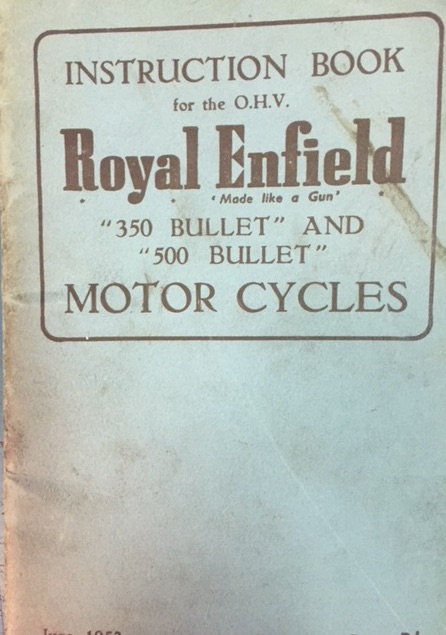 INSTRUCTION BOOK
for the O.H.V.
Royal Enfield
'Made like a Gun'
"350 BULLET" AND
"500 BULLET"
MOTOR CYCLES